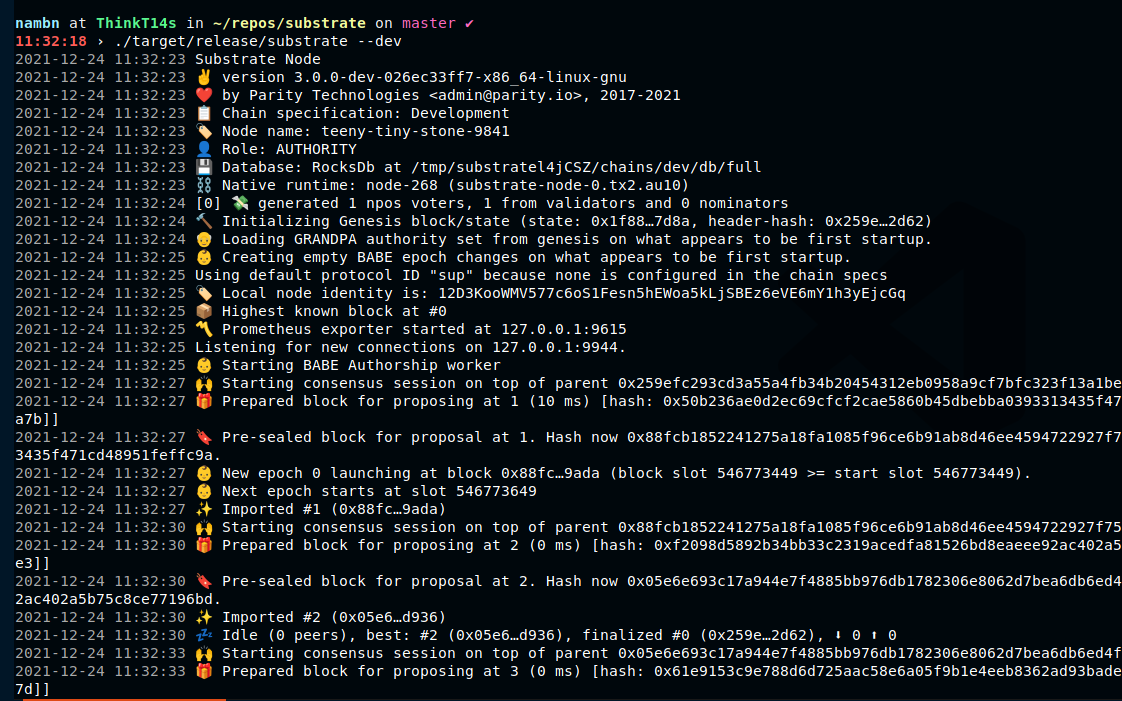 nambn at ThinkT14s in ~/repos/substrate on master ✔
11:32:18 › ./target/release/substrate --dev
2021-12-24 11:32:23 Substrate Node
2021-12-24 11:32:23 ✌️ version 3.0.0-dev-026ec33ff7-x86_64-linux-gnu
2021-12-24 11:32:23 ❤️ by Parity Technologies <admin@parity.io>, 2017-2021
2021-12-24 11:32:23 📋 Chain specification: Development
2021-12-24 11:32:23 🏷 Node name: teeny-tiny-stone-9841
2021-12-24 11:32:23 👤 Role: AUTHORITY
2021-12-24 11:32:23 💾 Database: RocksDb at /tmp/substratel4jCSZ/chains/dev/db/full
2021-12-24 11:32:23 ⛓ Native runtime: node-268 (substrate-node-0.tx2.au10)
2021-12-24 11:32:24 [0] 💸 generated 1 npos voters, 1 from validators and 0 nominators
2021-12-24 11:32:24 🔨 Initializing Genesis block/state (state: 0x1f88…7d8a, header-hash: 0x259e…2d62)
2021-12-24 11:32:24 👴 Loading GRANDPA authority set from genesis on what appears to be first startup.
2021-12-24 11:32:25 👶 Creating empty BABE epoch changes on what appears to be first startup.
2021-12-24 11:32:25 Using default protocol ID "sup" because none is configured in the chain specs
2021-12-24 11:32:25 🏷 Local node identity is: 12D3KooWMV577c6oS1Fesn5hEWoa5kLjSBEz6eVE6mY1h3yEjcGq
2021-12-24 11:32:25 📦 Highest known block at #0
2021-12-24 11:32:25 〽️ Prometheus exporter started at 127.0.0.1:9615
2021-12-24 11:32:25 Listening for new connections on 127.0.0.1:9944.
2021-12-24 11:32:25 👶 Starting BABE Authorship worker
2021-12-24 11:32:27 🙌 Starting consensus session on top of parent 0x259efc293cd3a55a4fb34b20454312eb0958a9cf7bfc323f13a1be
2021-12-24 11:32:27 🎁 Prepared block for proposing at 1 (10 ms) [hash: 0x50b236ae0d2ec69cfcf2cae5860b45dbebba0393313435f47
a7b]]
2021-12-24 11:32:27 🔖 Pre-sealed block for proposal at 1. Hash now 0x88fcb1852241275a18fa1085f96ce6b91ab8d46ee4594722927f7
3435f471cd48951feffc9a.
2021-12-24 11:32:27 👶 New epoch 0 launching at block 0x88fc…9ada (block slot 546773449 >= start slot 546773449).
2021-12-24 11:32:27 👶 Next epoch starts at slot 546773649
2021-12-24 11:32:27 ✨ Imported #1 (0x88fc…9ada)
2021-12-24 11:32:30 🙌 Starting consensus session on top of parent 0x88fcb1852241275a18fa1085f96ce6b91ab8d46ee4594722927f75
2021-12-24 11:32:30 🎁 Prepared block for proposing at 2 (0 ms) [hash: 0xf2098d5892b34bb33c2319acedfa81526bd8eaeee92ac402a5
e3]]
2021-12-24 11:32:30 🔖 Pre-sealed block for proposal at 2. Hash now 0x05e6e693c17a944e7f4885bb976db1782306e8062d7bea6db6ed4
2ac402a5b75c8ce77196bd.
2021-12-24 11:32:30 ✨ Imported #2 (0x05e6…d936)
2021-12-24 11:32:30 💤 Idle (0 peers), best: #2 (0x05e6…d936), finalized #0 (0x259e…2d62), ⬇ 0 ⬆ 0
2021-12-24 11:32:33 🙌 Starting consensus session on top of parent 0x05e6e693c17a944e7f4885bb976db1782306e8062d7bea6db6ed4f
2021-12-24 11:32:33 🎁 Prepared block for proposing at 3 (0 ms) [hash: 0x61e9153c9e788d6d725aac58e6a05f9b1e4eeb8362ad93bade
7d]]